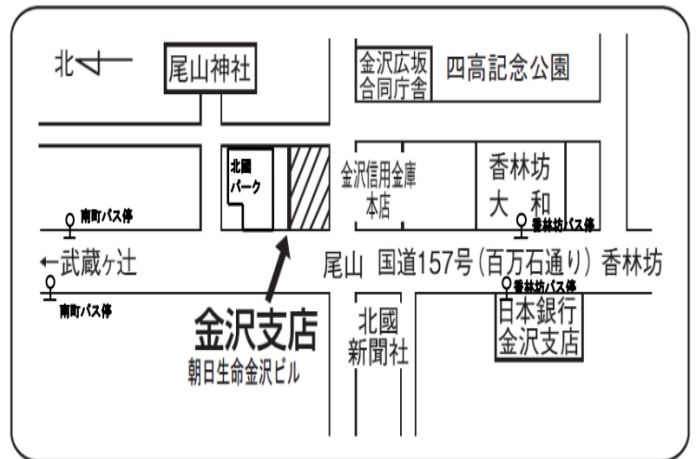 北
尾山神社
金沢広坂
合同庁舎
四高記念公園
北國
パーク
金沢信用金庫
本店
香林坊
大 和
南町バス停
香林坊バス停
←武蔵ヶ辻
尾山
国道157号(百万石通り)
香林坊
南町バス停
香林坊バス停
金沢支店
朝日生命金沢ビル
北國
新聞社
日本銀行
金沢支店